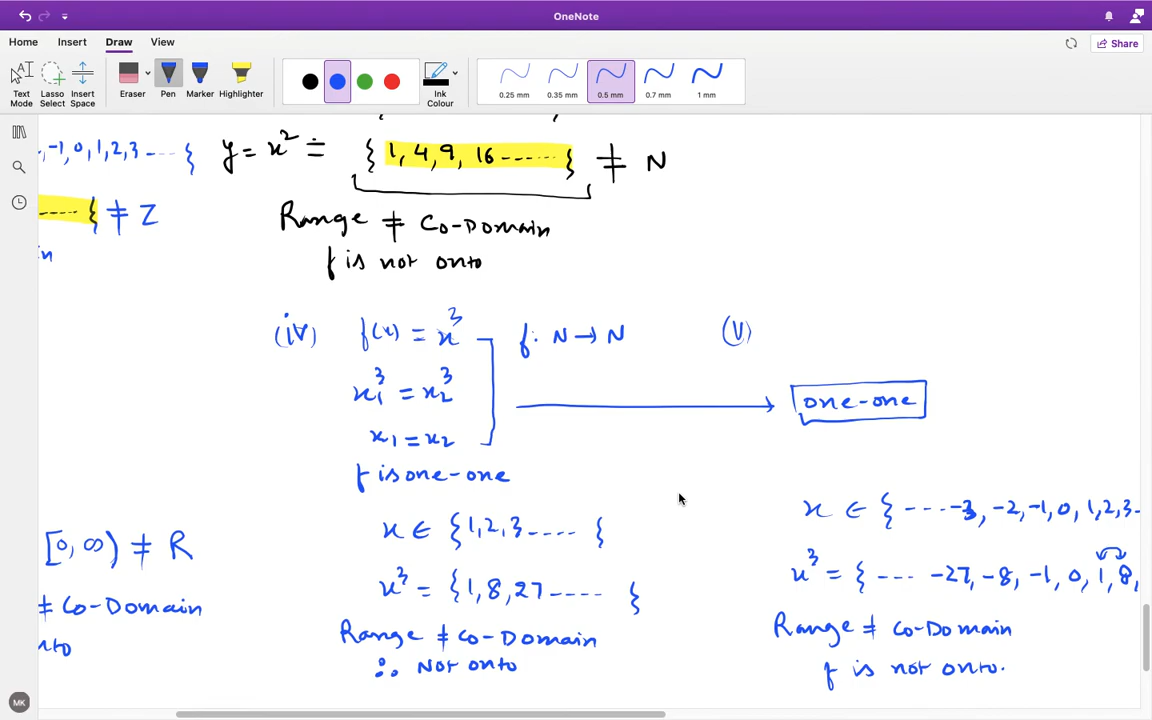 OneNote
Home Insert Draw View
Share
Text Mode
Lasso Select
Insert Space
Eraser
Pen
Marker
Highlighter
Ink Colour
0.25 mm 0.35 mm 0.5 mm 0.7 mm 1 mm
-1, 0, 1, 2, 3 ---- }
---- } ≠ Z
y = x² = { 1, 4, 9, 16 ------ } ≠ N
Range ≠ Co-Domain
f is not onto
[0, ∞) ≠ R
≠ Co-Domain
(iv) f(x) = x³ f: N → N
x₁³ = x₂³
x₁ = x₂
f is one-one
x ∈ {1, 2, 3 ----- {
x³ = {1, 8, 27 ---- }
Range ≠ Co-Domain
∴ Not onto
(v)
one-one
x ∈ { --- -3, -2, -1, 0, 1, 2, 3-
x³ = { --- -27, -8, -1, 0, 1, 8,
Range ≠ Co-Domain
f is not onto.
MK